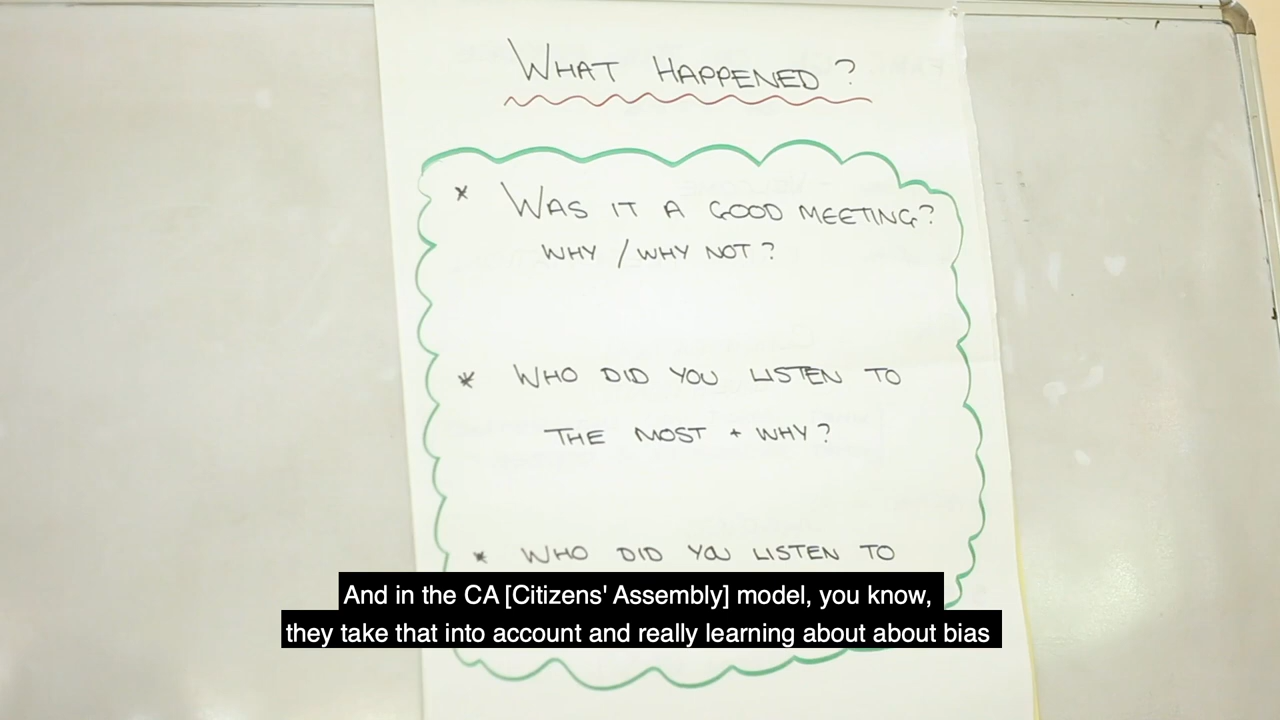 WHAT HAPPENED?
* WAS IT A GOOD MEETING?
WHY / WHY NOT?
* WHO DID YOU LISTEN TO
THE MOST + WHY?
* WHO DID YOU LISTEN TO
And in the CA [Citizens' Assembly] model, you know,
they take that into account and really learning about about bias